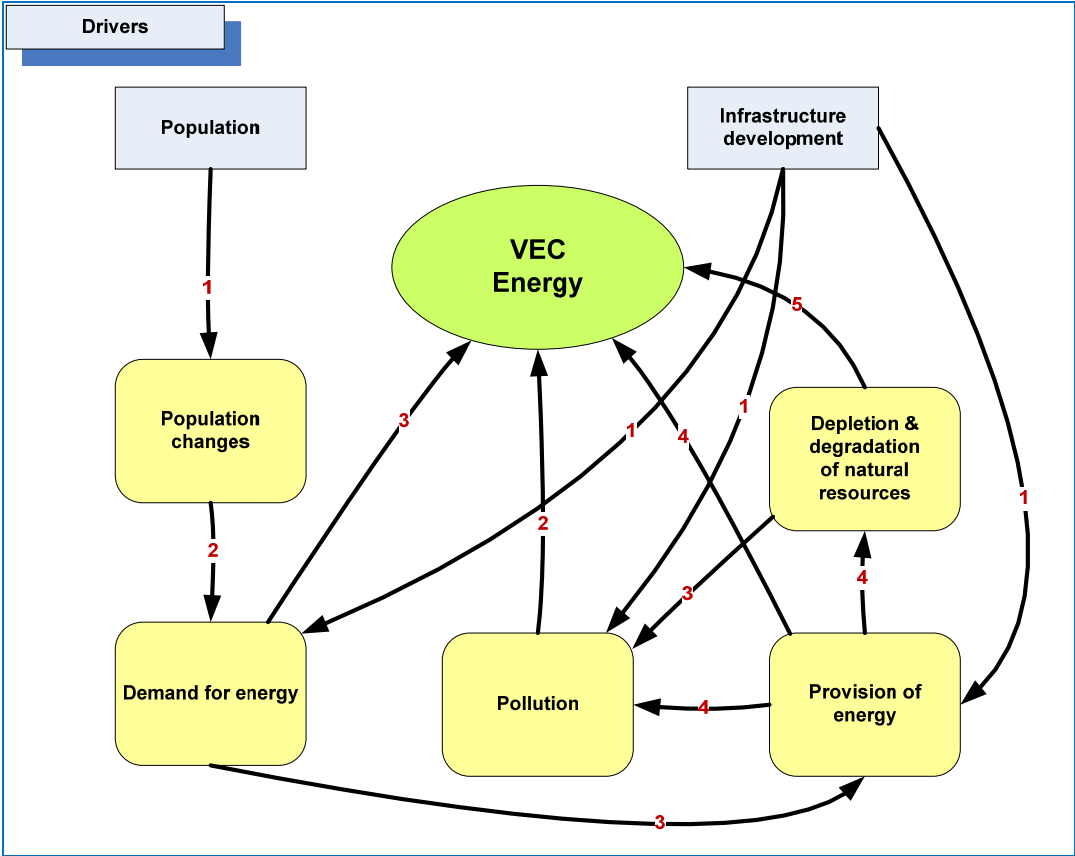 Drivers
Population
Infrastructure
development
VEC
Energy
1
5
Population
changes
3
1
4
1
Depletion &
degradation
of natural
resources
1
2
2
4
3
Demand for energy
Pollution
Provision of
energy
4
3